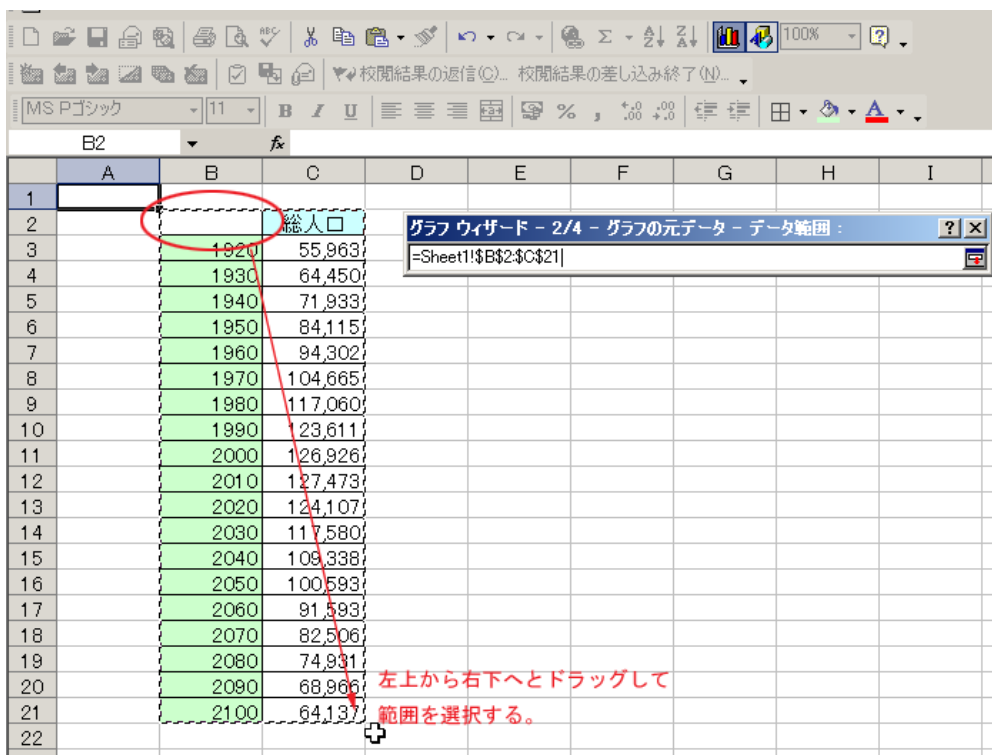 ABC Σ A Z Z A 100% ?
校閲結果の返信(C)... 校閲結果の差し込み終了(N)...
MS Pゴシック 11 B I U % , .0 .00 .00 .0 A
B2 fx
A B C D E F G H I
1
2 総人口 グラフ ウィザード - 2/4 - グラフの元データ - データ範囲 : ? ×
3 1920 55,963 =Sheet1!$B$2:$C$21
4 1930 64,450
5 1940 71,933
6 1950 84,115
7 1960 94,302
8 1970 104,665
9 1980 117,060
10 1990 123,611
11 2000 126,926
12 2010 127,473
13 2020 124,107
14 2030 117,580
15 2040 109,338
16 2050 100,593
17 2060 91,593
18 2070 82,506
19 2080 74,931
20 2090 68,966 左上から右下へとドラッグして
21 2100 64,137 範囲を選択する。
22